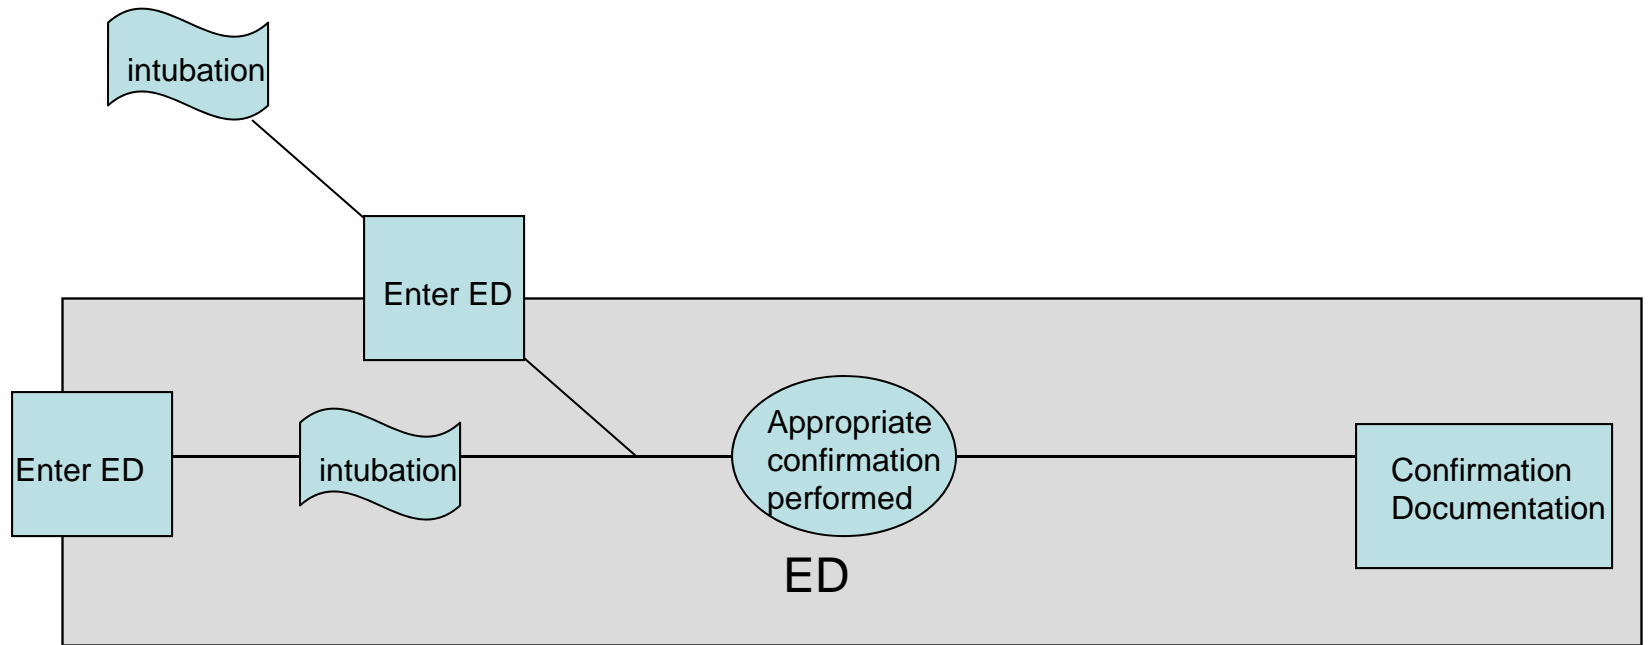 intubation
Enter ED
Enter ED
intubation
Appropriate
confirmation
performed
Confirmation
Documentation
ED